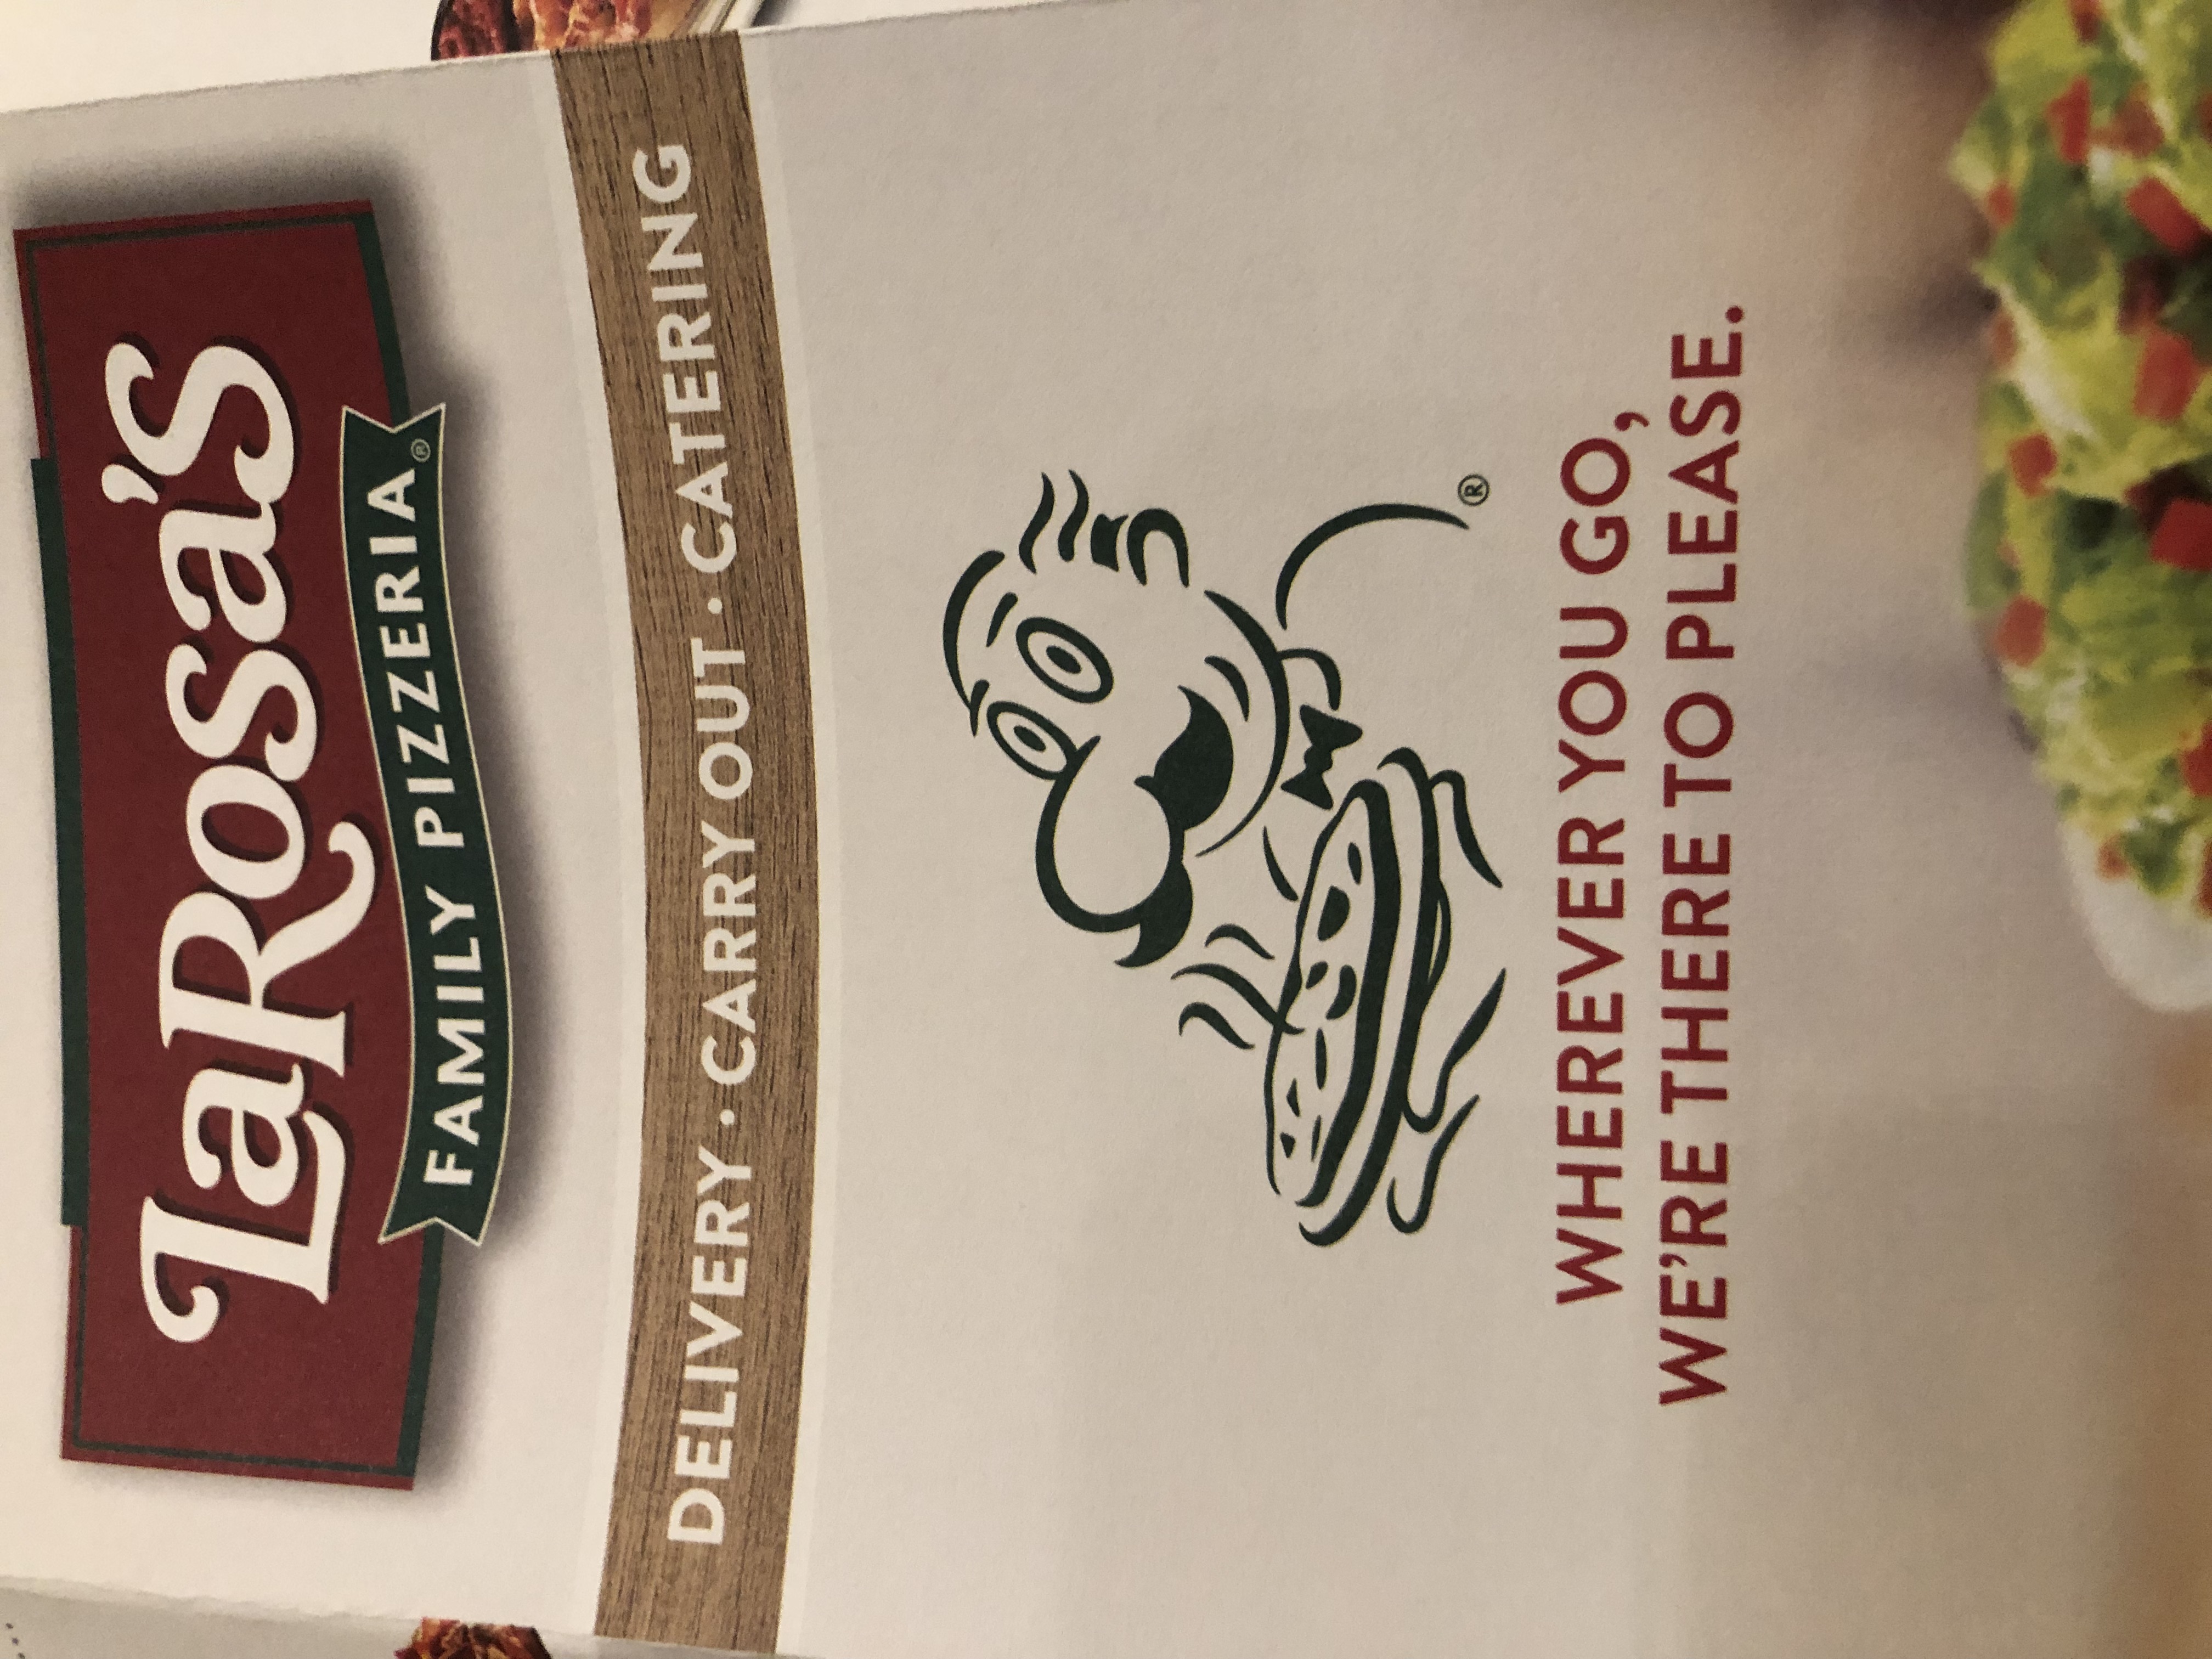 LaRosa's
FAMILY PIZZERIA®
DELIVERY • CARRY OUT • CATERING
®
WHEREVER YOU GO,
WE'RE THERE TO PLEASE.